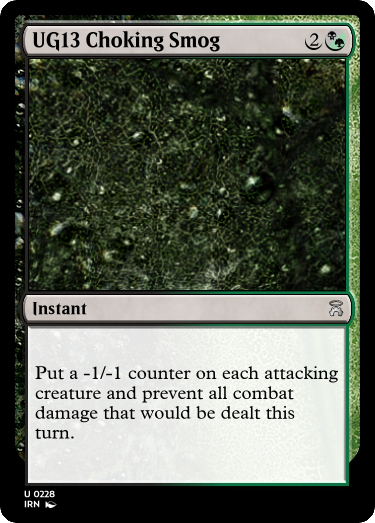 UG13 Choking Smog 2
Instant
Put a -1/-1 counter on each attacking
creature and prevent all combat
damage that would be dealt this
turn.
U 0228
IRN